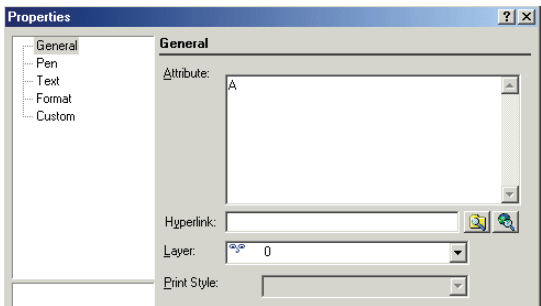 Properties
General
Pen
Text
Format
Custom
General
Attribute:
A
Hyperlink:
Layer:
0
Print Style: